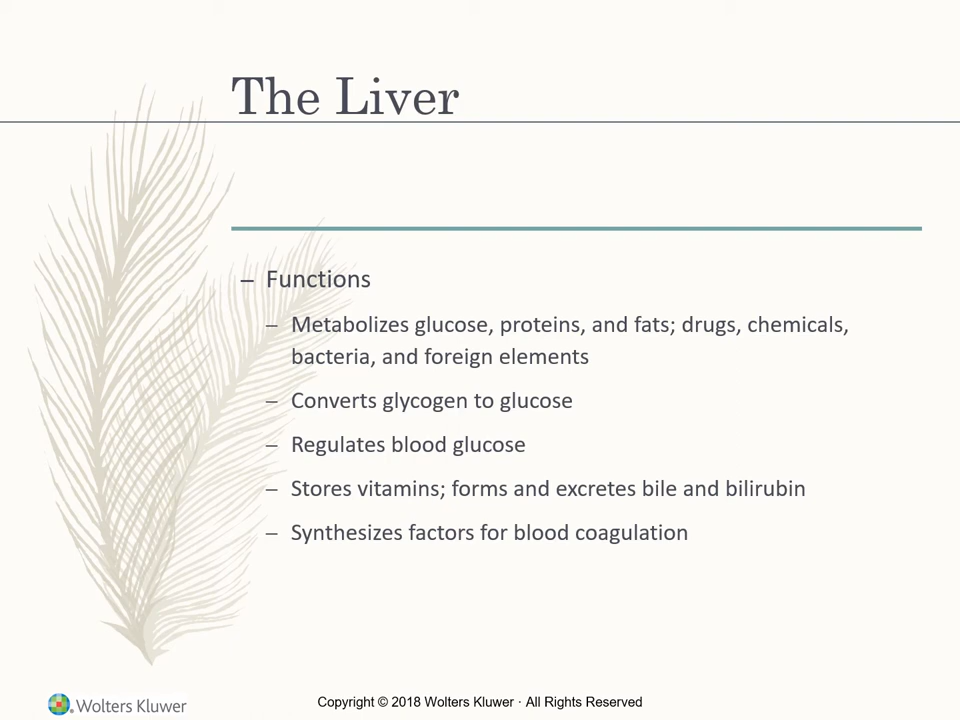 The Liver
– Functions
– Metabolizes glucose, proteins, and fats; drugs, chemicals,
bacteria, and foreign elements
– Converts glycogen to glucose
– Regulates blood glucose
– Stores vitamins; forms and excretes bile and bilirubin
– Synthesizes factors for blood coagulation
Wolters Kluwer
Copyright © 2018 Wolters Kluwer · All Rights Reserved